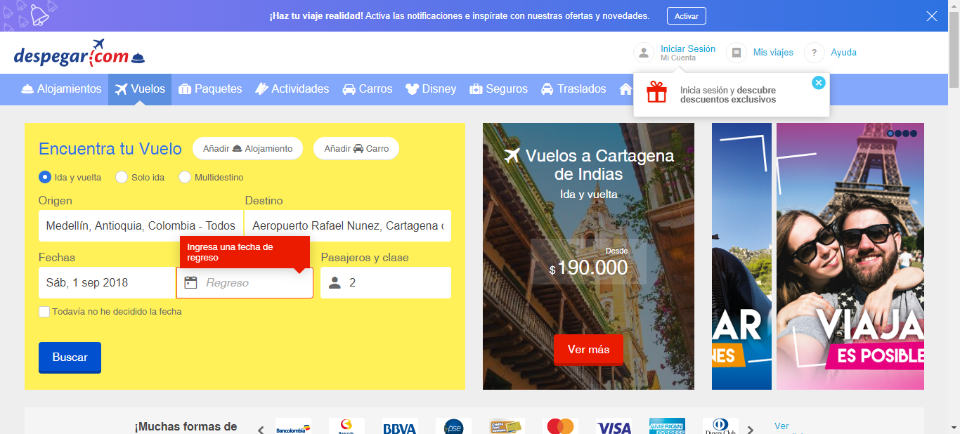 ¡Haz tu viaje realidad! Activa las notificaciones e inspírate con nuestras ofertas y novedades.
Activar
despegar.com
Iniciar Sesión
Mi Cuenta
Mis viajes
?
Ayuda
Alojamientos
Vuelos
Paquetes
Actividades
Carros
Disney
Seguros
Traslados
Inicia sesión y descubre
descuentos exclusivos
Encuentra tu Vuelo
Añadir Alojamiento
Añadir Carro
Ida y vuelta
Solo ida
Multidestino
Origen
Destino
Medellín, Antioquia, Colombia - Todos
Aeropuerto Rafael Nunez, Cartagena
Ingresa una fecha de
regreso
Fechas
Pasajeros y clase
Sáb, 1 sep 2018
Regreso
2
Todavía no he decidido la fecha
Buscar
Vuelos a Cartagena
de Indias
Ida y vuelta
Desde
$ 190.000
Ver más
AR
NES
VIAJA
ES POSIBLE
¡Muchas formas de
Bancolombia
BBVA
pse
VISA
Ver